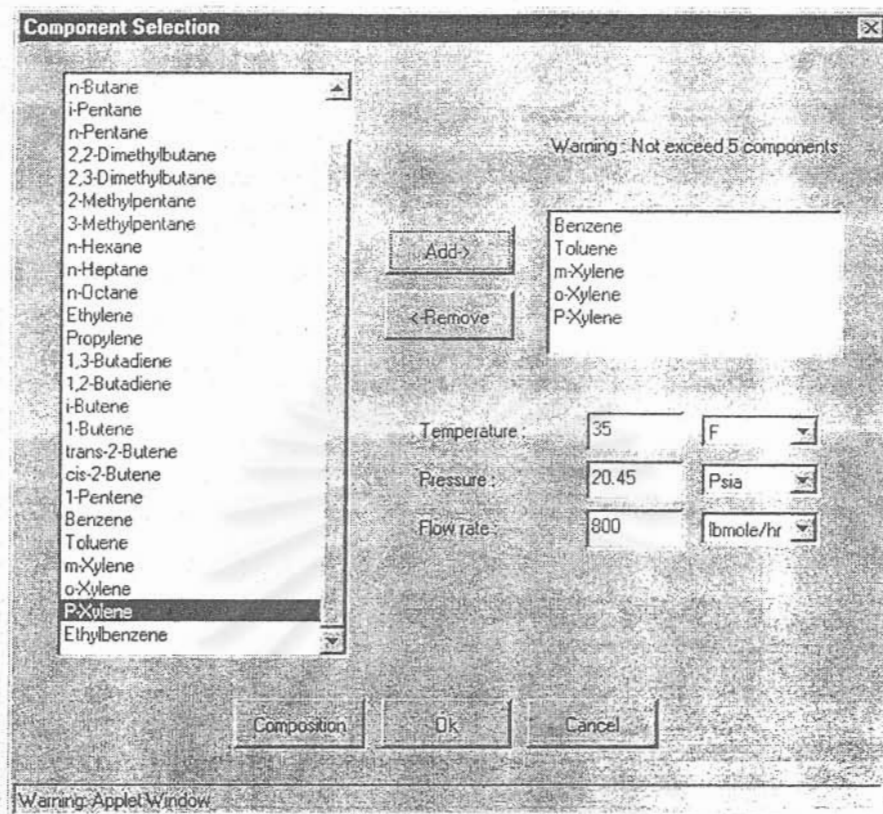 Component Selection
n-Butane
i-Pentane
n-Pentane
2,2-Dimethylbutane
2,3-Dimethylbutane
2-Methylpentane
3-Methylpentane
n-Hexane
n-Heptane
n-Octane
Ethylene
Propylene
1,3-Butadiene
1,2-Butadiene
i-Butene
1-Butene
trans-2-Butene
cis-2-Butene
1-Pentene
Benzene
Toluene
m-Xylene
o-Xylene
P-Xylene
Ethylbenzene
Add->
<-Remove
Warning : Not exceed 5 components
Benzene
Toluene
m-Xylene
o-Xylene
P-Xylene
Temperature : 35 F
Pressure : 20.45 Psia
Flow rate : 800 lbmole/hr
Composition Ok Cancel
Warning: Applet Window